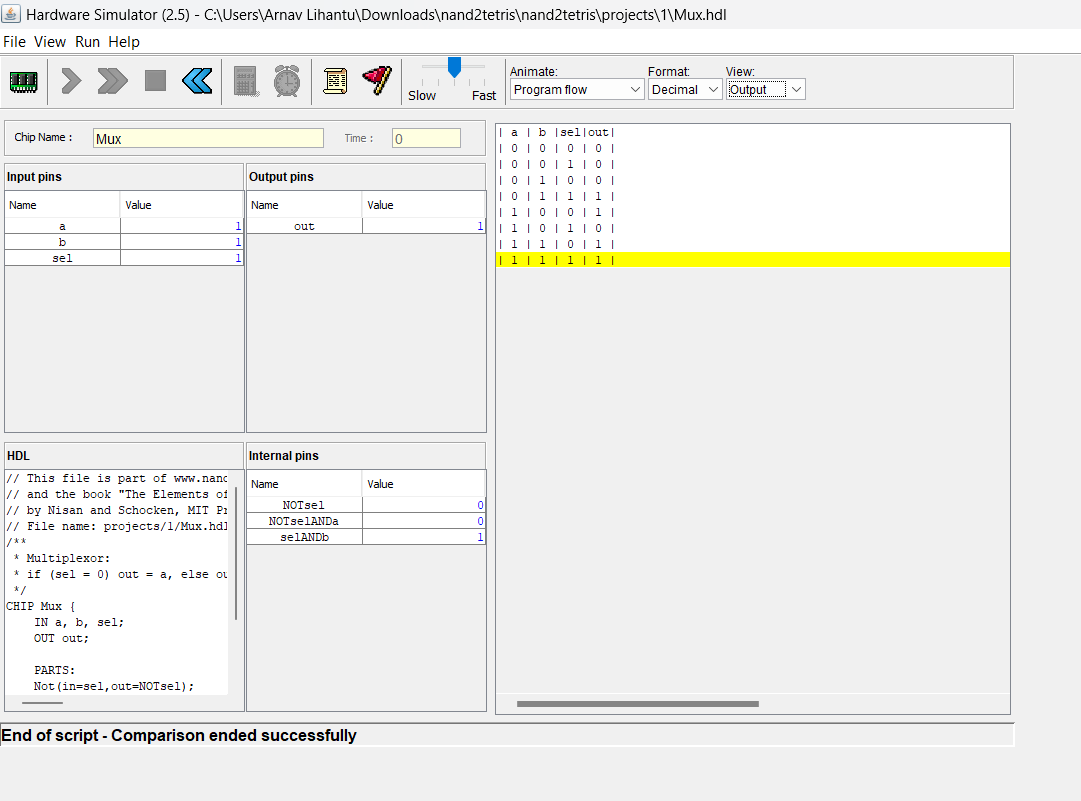 Hardware Simulator (2.5) - C:\Users\Arnav Lihantu\Downloads\nand2tetris\nand2tetris\projects\1\Mux.hdl
File View Run Help
Slow Fast
Animate: Format: View:
Program flow Decimal Output
Chip Name : Mux Time : 0
Input pins
Name Value
a 1
b 1
sel 1
Output pins
Name Value
out 1
| a | b |sel|out|
| 0 | 0 | 0 | 0 |
| 0 | 0 | 1 | 0 |
| 0 | 1 | 0 | 0 |
| 0 | 1 | 1 | 1 |
| 1 | 0 | 0 | 1 |
| 1 | 0 | 1 | 0 |
| 1 | 1 | 0 | 1 |
| 1 | 1 | 1 | 1 |
HDL
// This file is part of www.nand
// and the book "The Elements of
// by Nisan and Schocken, MIT Pr
// File name: projects/1/Mux.hdl
/**
* Multiplexor:
* if (sel = 0) out = a, else ou
*/
CHIP Mux {
IN a, b, sel;
OUT out;
PARTS:
Not(in=sel,out=NOTsel);
Internal pins
Name Value
NOTsel 0
NOTselANDa 0
selANDb 1
End of script - Comparison ended successfully